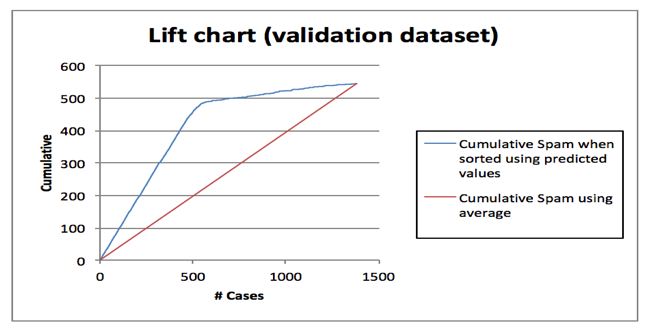 Lift chart (validation dataset)
600
500
400
300
200
100
0
Cumulative
0 500 1000 1500
# Cases
Cumulative Spam when
sorted using predicted
values
Cumulative Spam using
average